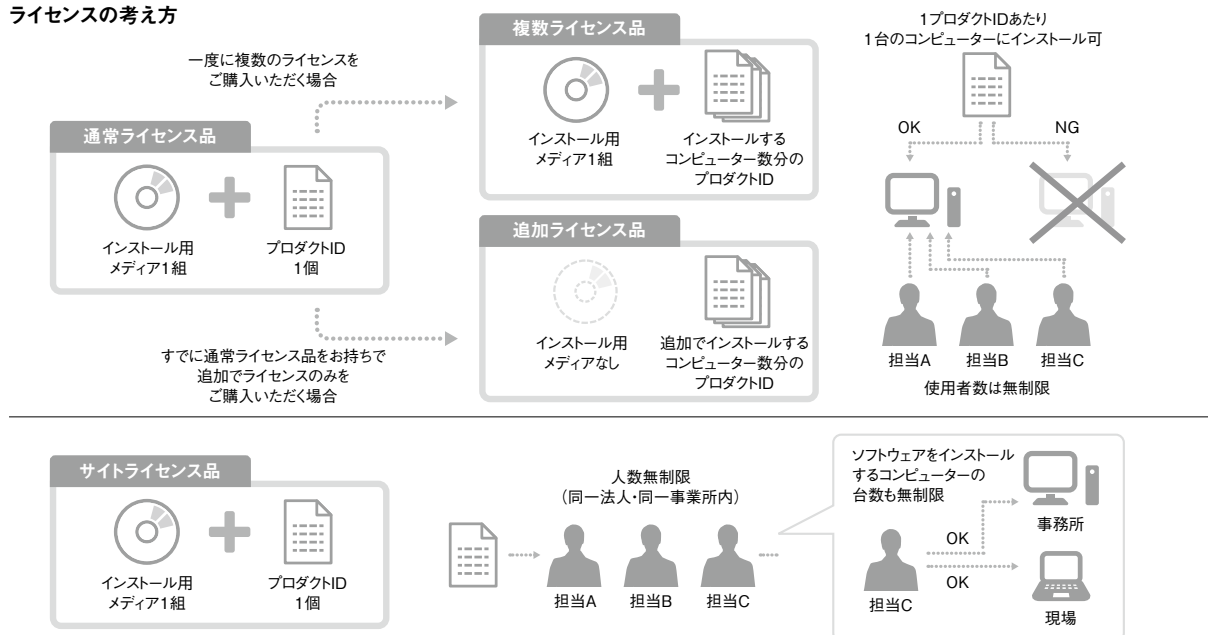 ライセンスの考え方
一度に複数のライセンスを
ご購入いただく場合
通常ライセンス品
インストール用
メディア1組
プロダクトID
1個
すでに通常ライセンス品をお持ちで
追加でライセンスのみを
ご購入いただく場合
複数ライセンス品
インストール用
メディア1組
インストールする
コンピューター数分の
プロダクトID
追加ライセンス品
インストール用
メディアなし
追加でインストールする
コンピューター数分の
プロダクトID
1プロダクトIDあたり
1台のコンピューターにインストール可
OK
NG
担当A
担当B
担当C
使用者数は無制限
サイトライセンス品
インストール用
メディア1組
プロダクトID
1個
人数無制限
（同一法人・同一事業所内）
担当A
担当B
担当C
ソフトウェアをインストール
するコンピューターの
台数も無制限
OK
事務所
OK
担当C
現場